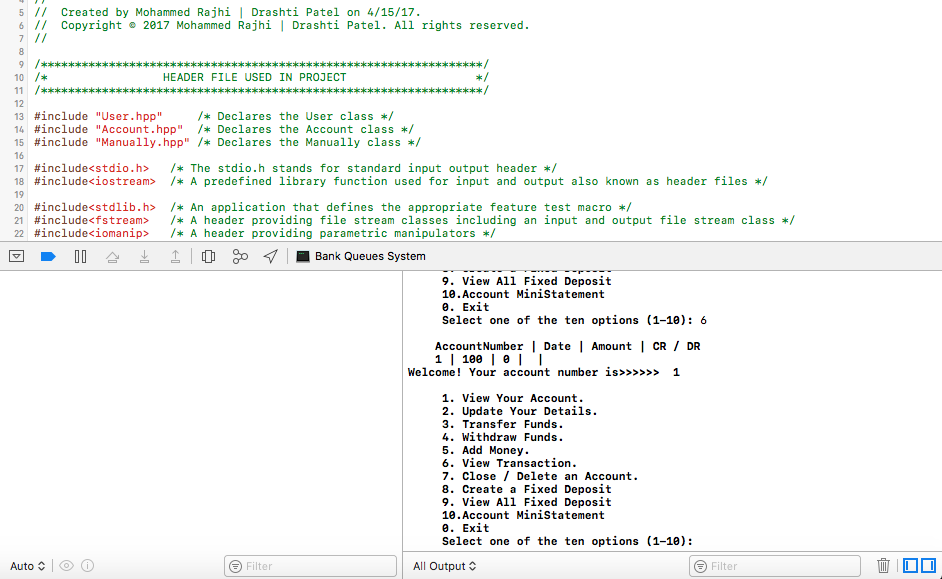 //
5 // Created by Mohammed Rajhi | Drashti Patel on 4/15/17.
6 // Copyright © 2017 Mohammed Rajhi | Drashti Patel. All rights reserved.
7 //
8
9 /*****************************************************************/
10 /* HEADER FILE USED IN PROJECT */
11 /*****************************************************************/
12
13 #include "User.hpp" /* Declares the User class */
14 #include "Account.hpp" /* Declares the Account class */
15 #include "Manually.hpp" /* Declares the Manually class */
16
17 #include<stdio.h> /* The stdio.h stands for standard input output header */
18 #include<iostream> /* A predefined library function used for input and output also known as header files */
19
20 #include<stdlib.h> /* An application that defines the appropriate feature test macro */
21 #include<fstream> /* A header providing file stream classes including an input and output file stream class */
22 #include<iomanip> /* A header providing parametric manipulators */
Bank Queues System
8. Create a Fixed Deposit
9. View All Fixed Deposit
10.Account MiniStatement
0. Exit
Select one of the ten options (1-10): 6
AccountNumber | Date | Amount | CR / DR
1 | 100 | 0 | |
Welcome! Your account number is>>>>>> 1
1. View Your Account.
2. Update Your Details.
3. Transfer Funds.
4. Withdraw Funds.
5. Add Money.
6. View Transaction.
7. Close / Delete an Account.
8. Create a Fixed Deposit
9. View All Fixed Deposit
10.Account MiniStatement
0. Exit
Select one of the ten options (1-10):
Auto
Filter
All Output
Filter